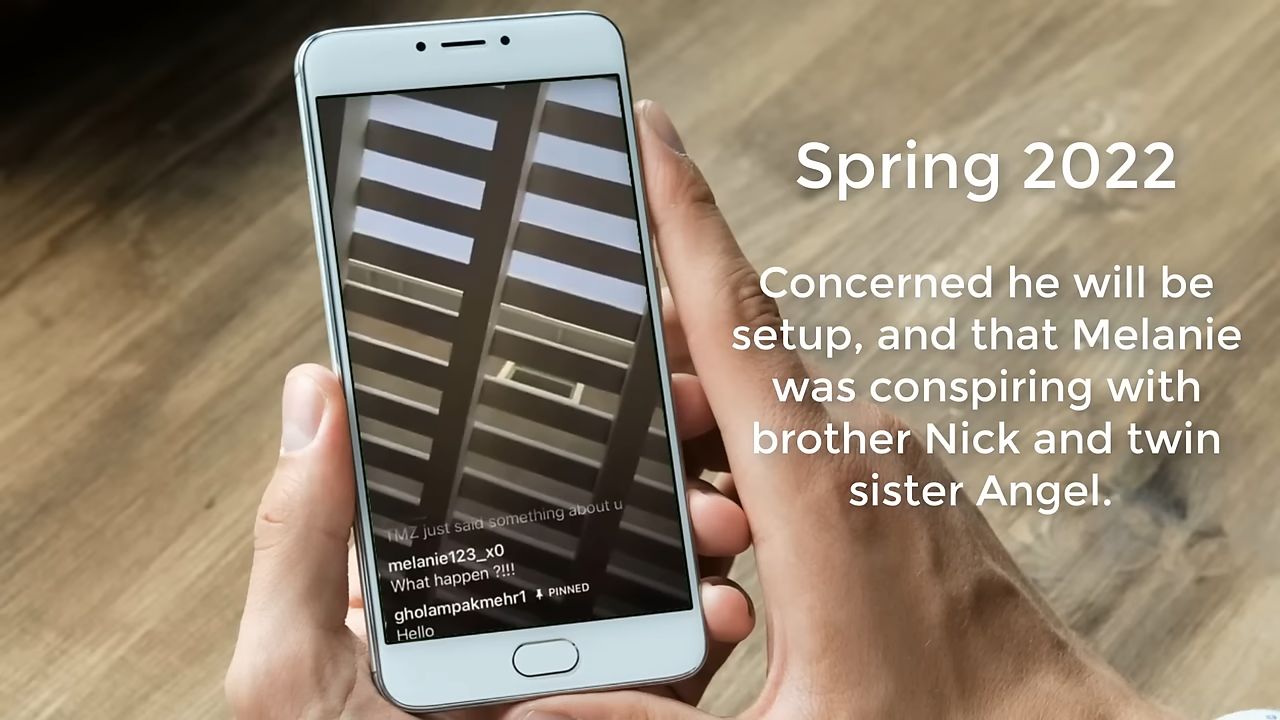 Spring 2022
Concerned he will be
setup, and that Melanie
was conspiring with
brother Nick and twin
sister Angel.
TMZ just said something about u
melanie123_x0
What happen ?!!!
gholampakmehr1 PINNED
Hello